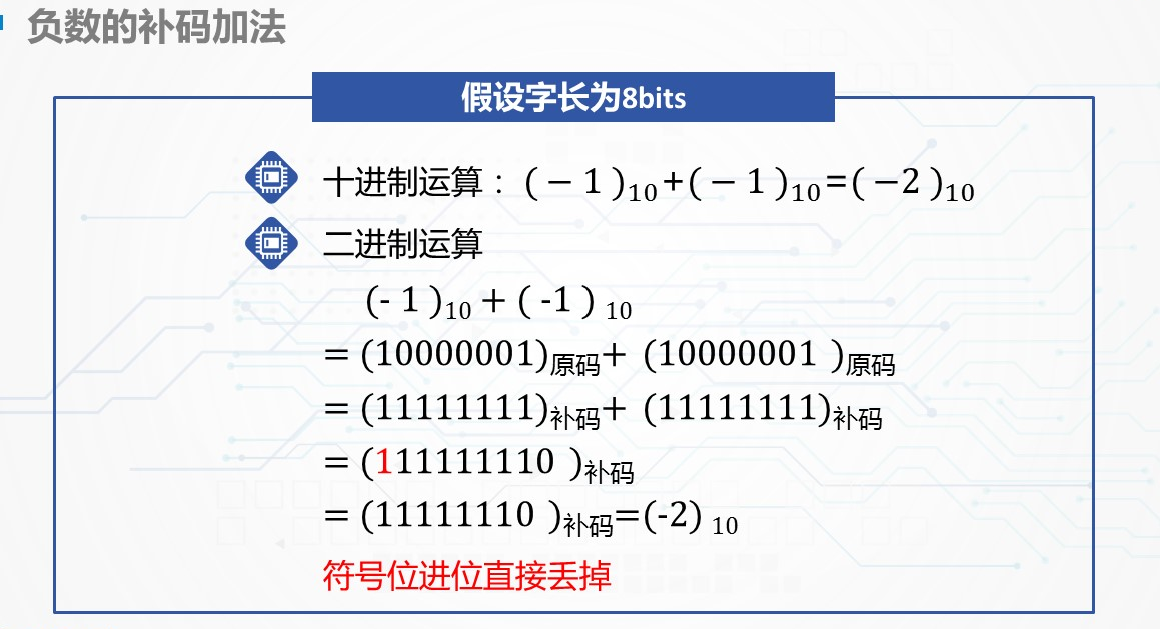 负数的补码加法
假设字长为8bits
十进制运算：(－1)₁₀+(－1)₁₀=(－2)₁₀
二进制运算
(- 1 )₁₀ + ( -1 ) ₁₀
= (10000001)原码+ (10000001 )原码
= (11111111)补码+ (11111111)补码
= (111111110 )补码
= (11111110 )补码=(-2) ₁₀
符号位进位直接丢掉